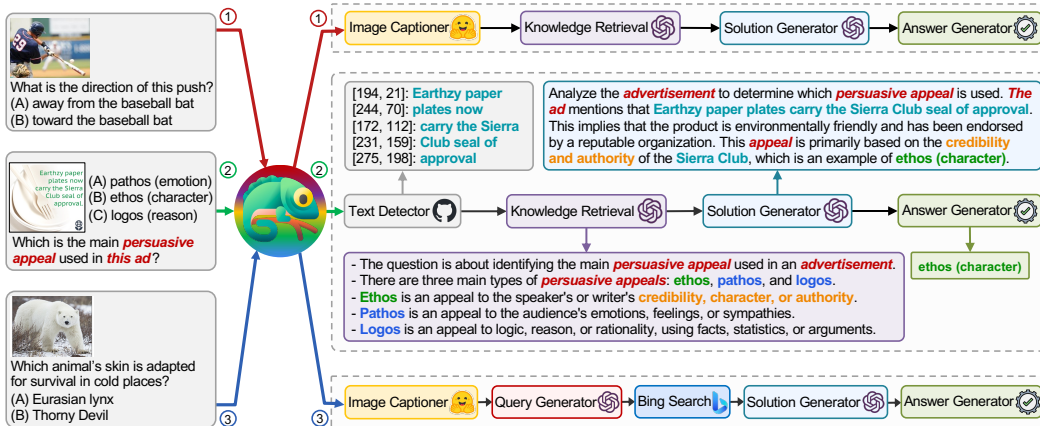 29
What is the direction of this push?
(A) away from the baseball bat
(B) toward the baseball bat
①
①
Image Captioner
Knowledge Retrieval
Solution Generator
Answer Generator
Earthzy paper
plates now
carry the Sierra
Club seal of
approval.
(A) pathos (emotion)
(B) ethos (character)
(C) logos (reason)
Which is the main persuasive
appeal used in this ad?
②
②
[194, 21]: Earthzy paper
[244, 70]: plates now
[172, 112]: carry the Sierra
[231, 159]: Club seal of
[275, 198]: approval
Analyze the advertisement to determine which persuasive appeal is used. The
ad mentions that Earthzy paper plates carry the Sierra Club seal of approval.
This implies that the product is environmentally friendly and has been endorsed
by a reputable organization. This appeal is primarily based on the credibility
and authority of the Sierra Club, which is an example of ethos (character).
Text Detector
Knowledge Retrieval
Solution Generator
Answer Generator
ethos (character)
- The question is about identifying the main persuasive appeal used in an advertisement.
- There are three main types of persuasive appeals: ethos, pathos, and logos.
- Ethos is an appeal to the speaker's or writer's credibility, character, or authority.
- Pathos is an appeal to the audience's emotions, feelings, or sympathies.
- Logos is an appeal to logic, reason, or rationality, using facts, statistics, or arguments.
Which animal's skin is adapted
for survival in cold places?
(A) Eurasian lynx
(B) Thorny Devil
③
③
Image Captioner
Query Generator
Bing Search
Solution Generator
Answer Generator